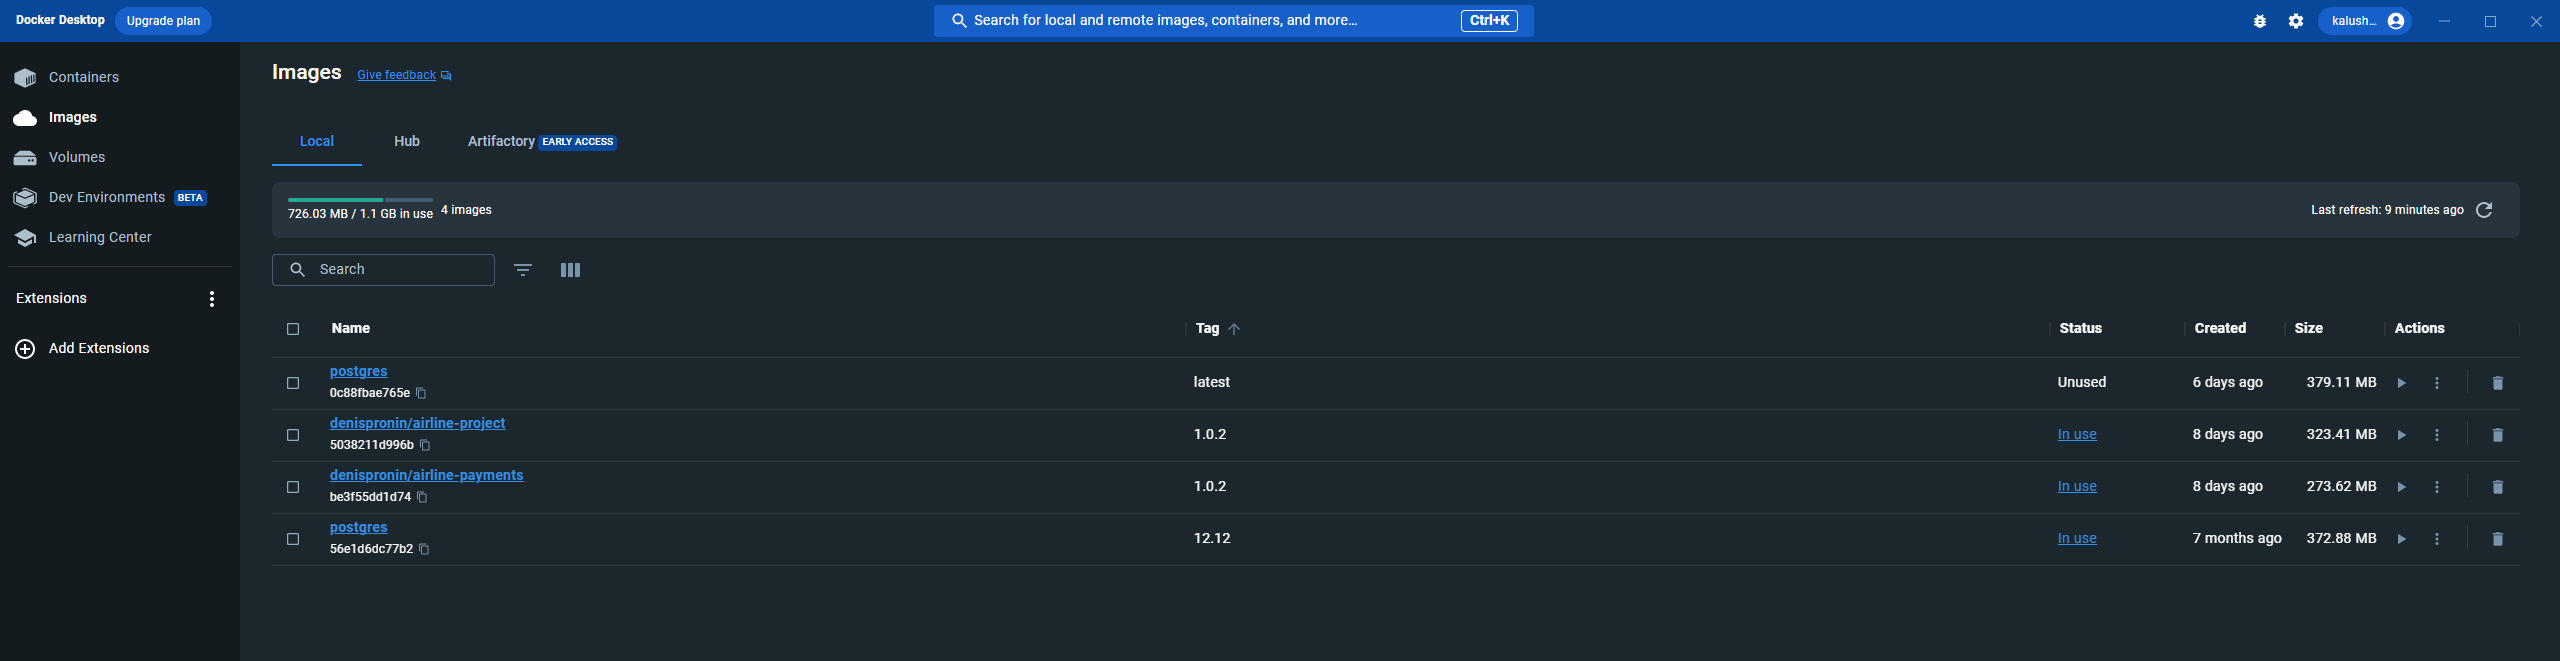 Docker Desktop Upgrade plan Search for local and remote images, containers, and more... Ctrl+K kalush...
Containers
Images
Volumes
Dev Environments BETA
Learning Center
Extensions
Add Extensions
Images Give feedback
Local Hub Artifactory EARLY ACCESS
726.03 MB / 1.1 GB in use 4 images Last refresh: 9 minutes ago
Search
Name Tag Status Created Size Actions
postgres
0c88fbae765e
latest Unused 6 days ago 379.11 MB
denispronin/airline-project
5038211d996b
1.0.2 In use 8 days ago 323.41 MB
denispronin/airline-payments
be3f55dd1d74
1.0.2 In use 8 days ago 273.62 MB
postgres
56e1d6dc77b2
12.12 In use 7 months ago 372.88 MB